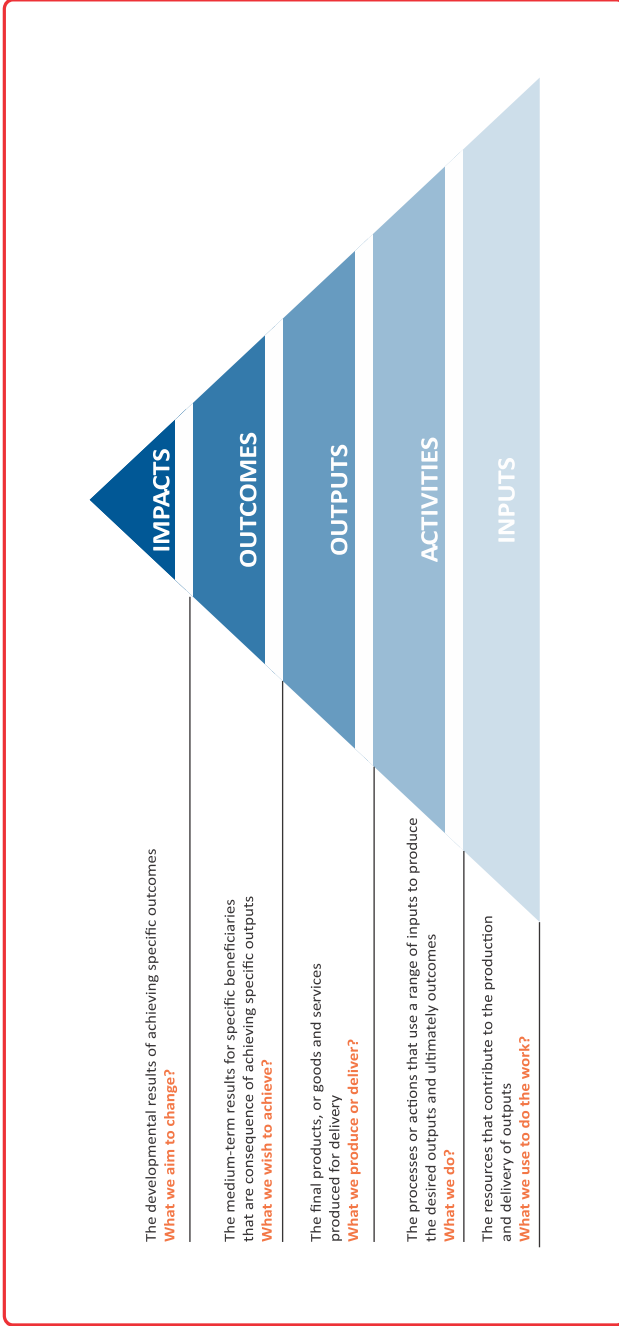 The developmental results of achieving specific outcomes
What we aim to change?
IMPACTS
The medium-term results for specific beneficiaries
that are consequence of achieving specific outputs
What we wish to achieve?
OUTCOMES
The final products, or goods and services
produced for delivery
What we produce or deliver?
OUTPUTS
The processes or actions that use a range of inputs to produce
the desired outputs and ultimately outcomes
What we do?
ACTIVITIES
The resources that contribute to the production
and delivery of outputs
What we use to do the work?
INPUTS